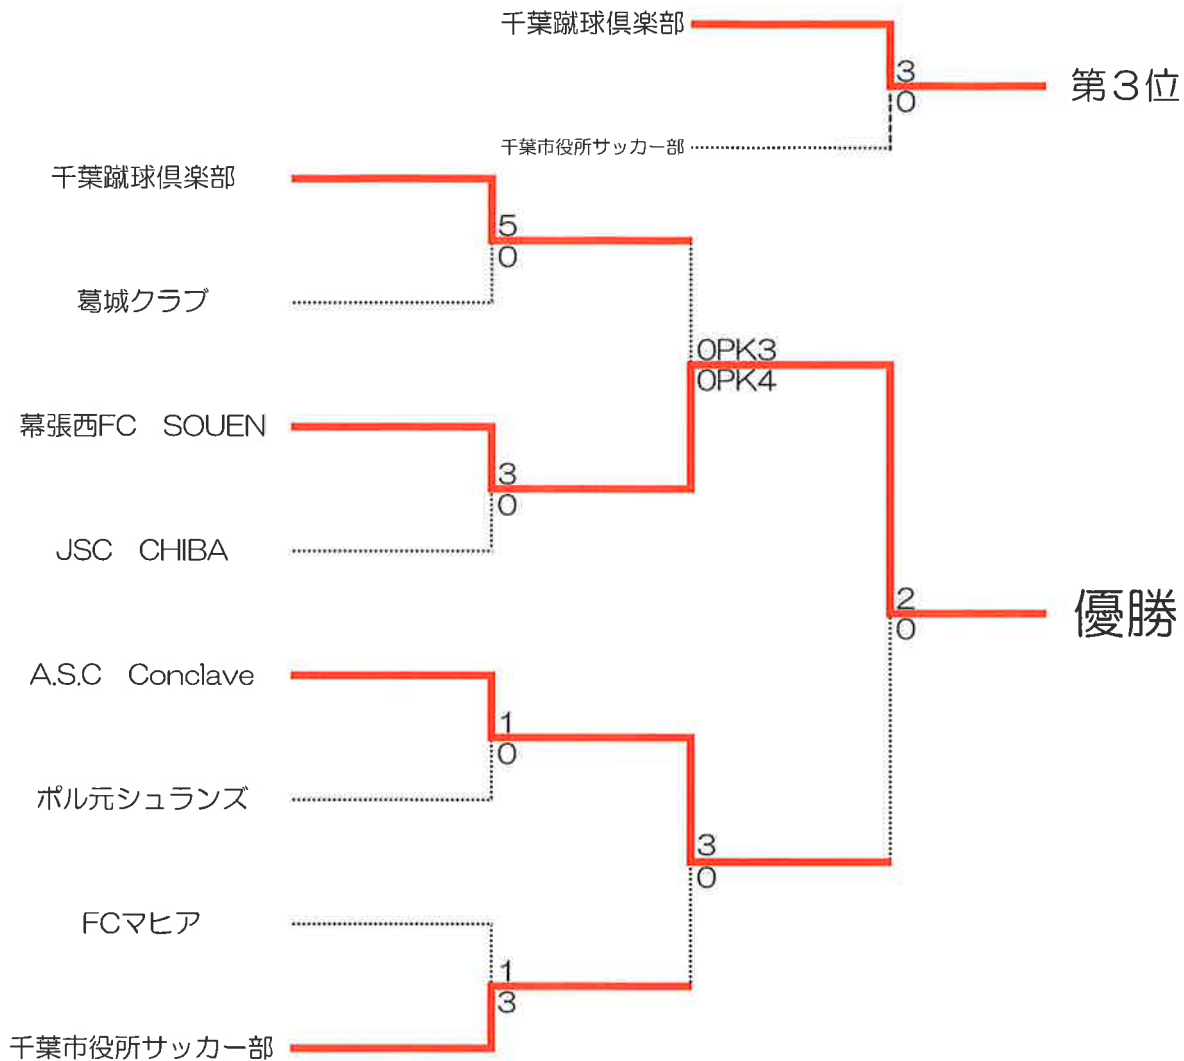 千葉蹴球倶楽部
3
第３位
0
千葉市役所サッカー部
千葉蹴球倶楽部
5
0
葛城クラブ
0PK3
0PK4
幕張西FC　SOUEN
3
0
JSC　CHIBA
2
優勝
0
A.S.C　Conclave
1
0
ポル元シュランズ
3
0
FCマヒア
1
3
千葉市役所サッカー部